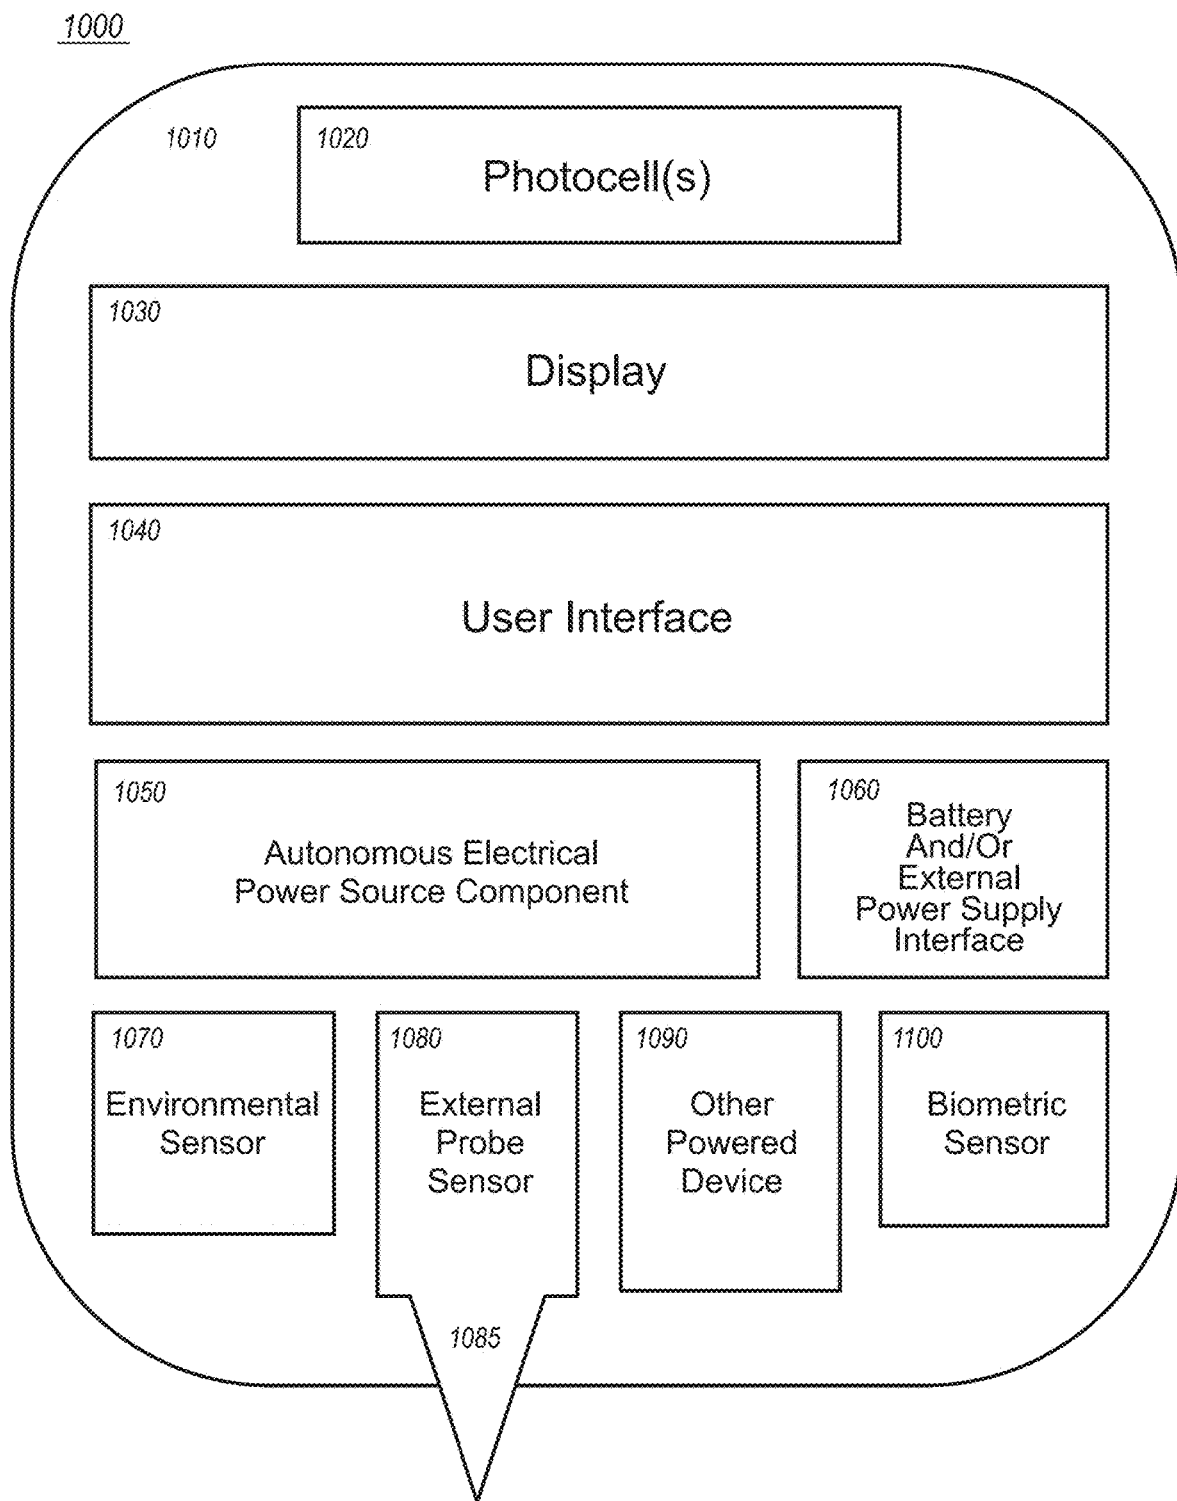 1000
1010
1020
Photocell(s)
1030
Display
1040
User Interface
1050
Autonomous Electrical
Power Source Component
1060
Battery
And/Or
External
Power Supply
Interface
1070
Environmental
Sensor
1080
External
Probe
Sensor
1085
1090
Other
Powered
Device
1100
Biometric
Sensor